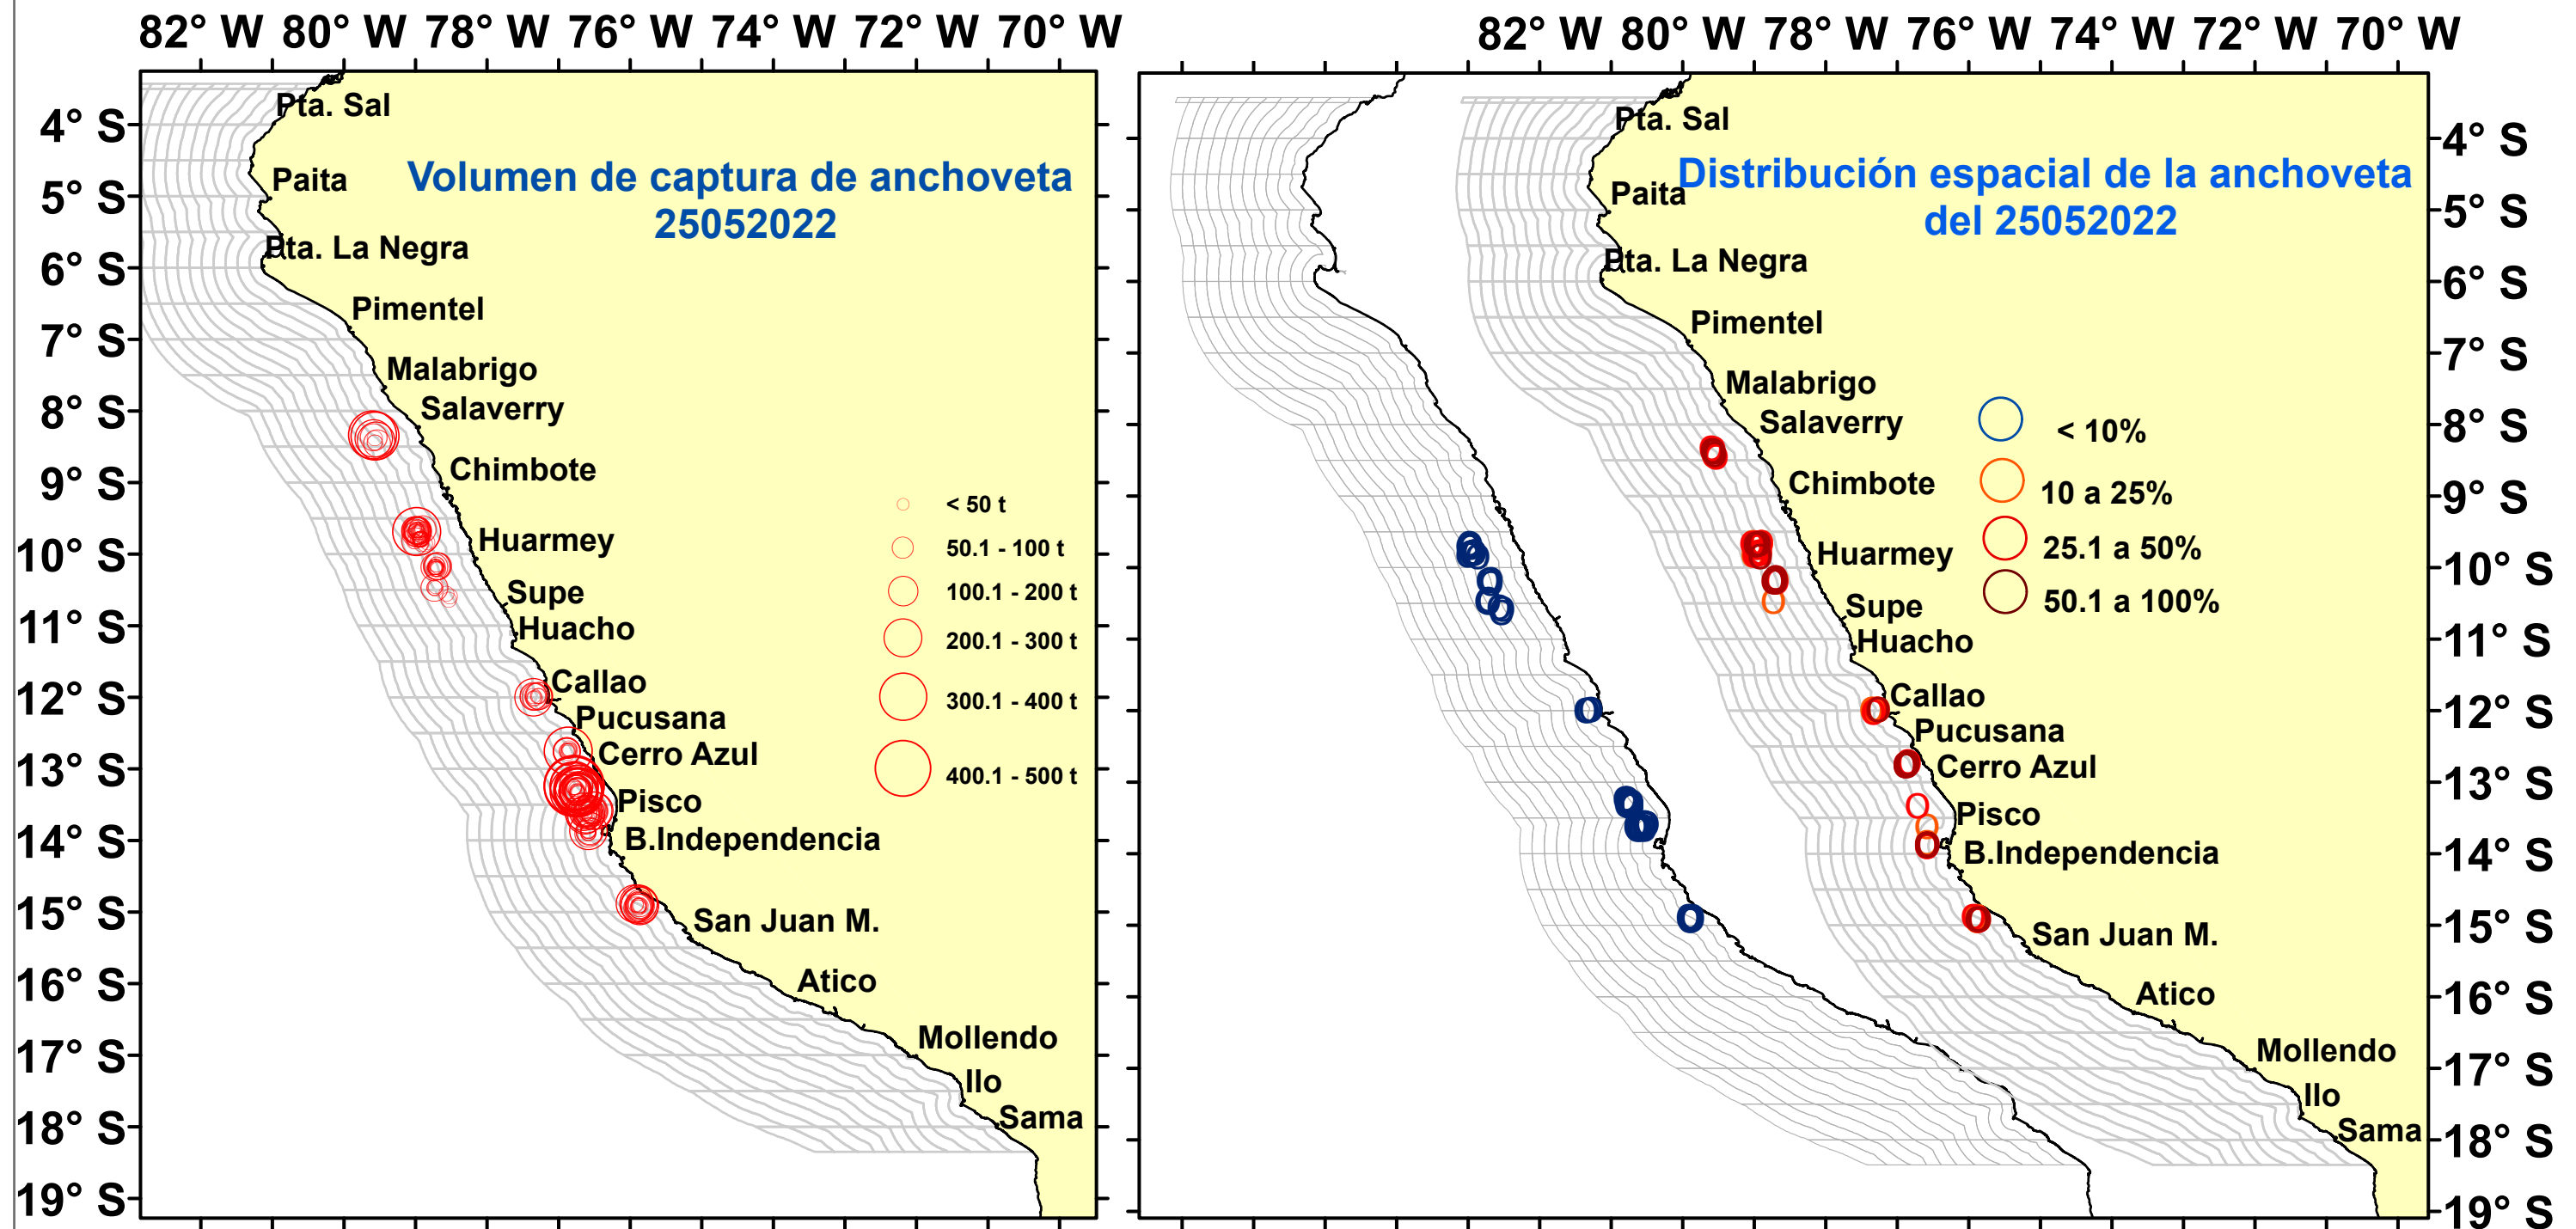 82° W 80° W 78° W 76° W 74° W 72° W 70° W
4° S
5° S
6° S
7° S
8° S
9° S
10° S
11° S
12° S
13° S
14° S
15° S
16° S
17° S
18° S
19° S
Pta. Sal
Paita
Pta. La Negra
Pimentel
Malabrigo
Salaverry
Chimbote
Huarmey
Supe
Huacho
Callao
Pucusana
Cerro Azul
Pisco
B.Independencia
San Juan M.
Atico
Mollendo
Ilo
Sama
Volumen de captura de anchoveta
25052022
< 50 t
50.1 - 100 t
100.1 - 200 t
200.1 - 300 t
300.1 - 400 t
400.1 - 500 t
82° W 80° W 78° W 76° W 74° W 72° W 70° W
Pta. Sal
Paita
Pta. La Negra
Pimentel
Malabrigo
Salaverry
Chimbote
Huarmey
Supe
Huacho
Callao
Pucusana
Cerro Azul
Pisco
B.Independencia
San Juan M.
Atico
Mollendo
Ilo
Sama
Distribución espacial de la anchoveta
del 25052022
< 10%
10 a 25%
25.1 a 50%
50.1 a 100%
4° S
5° S
6° S
7° S
8° S
9° S
10° S
11° S
12° S
13° S
14° S
15° S
16° S
17° S
18° S
19° S